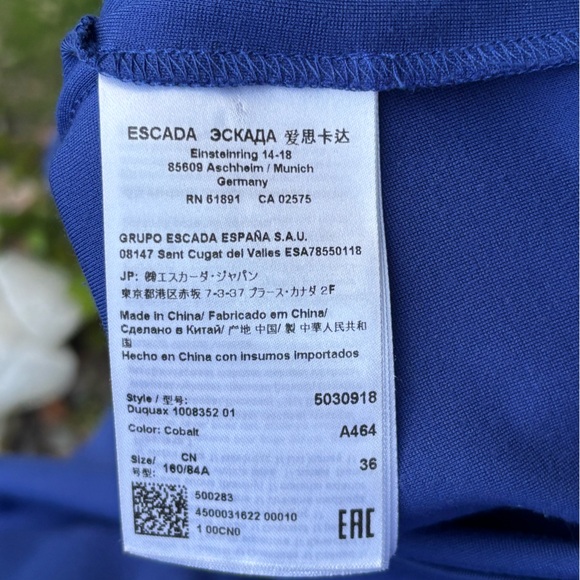 ESCADA ЭСКАДА 爱思卡达
Einsteinring 14-18
85609 Aschheim / Munich
Germany
RN 61891 CA 02575
GRUPO ESCADA ESPAÑA S.A.U.
08147 Sant Cugat del Valles ESA78550118
JP: ㈱エスカーダ・ジャパン
東京都港区赤坂 7-3-37 プラース・カナダ 2F
Made in China/ Fabricado em China/
Сделано в Китай/ 产地 中国/ 製 中華人民共和
国
Hecho en China con insumos importados
Style / 型号: 5030918
Duquax 1008352 01
Color: Cobalt A464
Size/ CN
号型: 160/84A 36
500283
4500031622 00010
1 00CN0
EAC